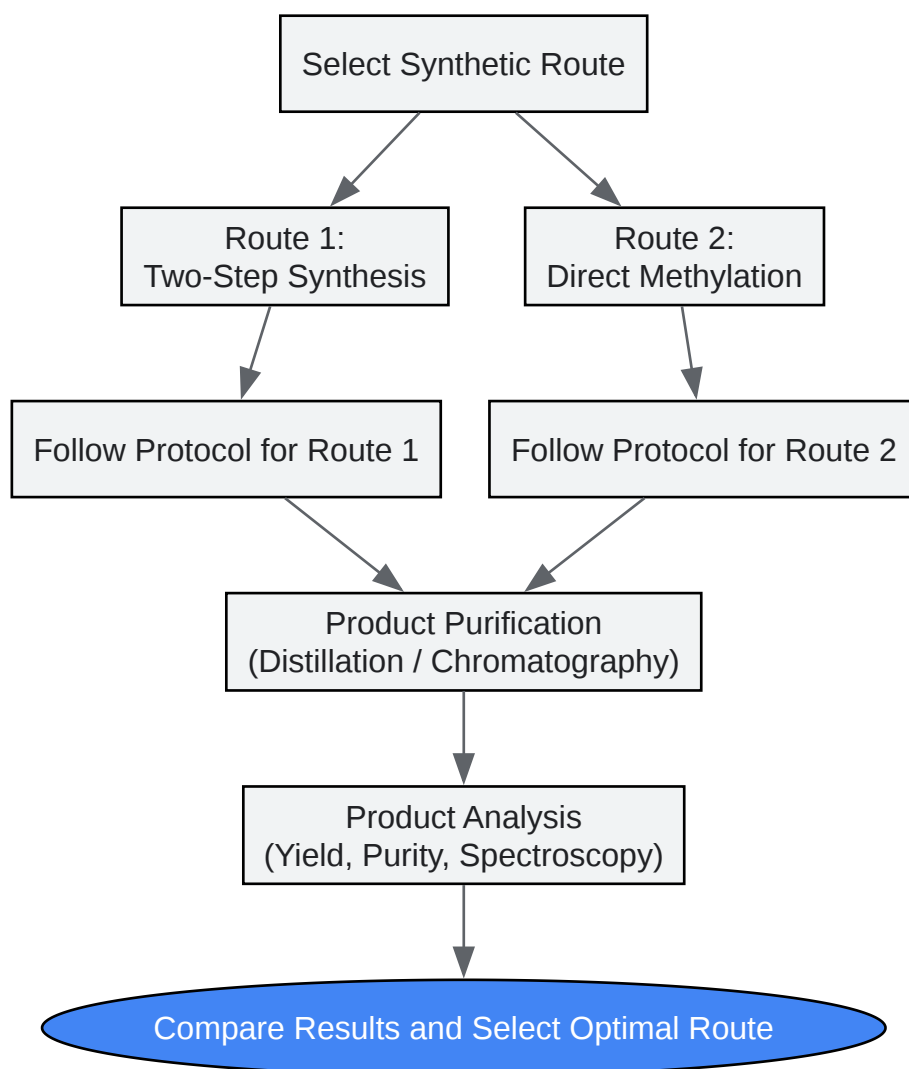 Select Synthetic Route
Route 1:
Two-Step Synthesis
Route 2:
Direct Methylation
Follow Protocol for Route 1
Follow Protocol for Route 2
Product Purification
(Distillation / Chromatography)
Product Analysis
(Yield, Purity, Spectroscopy)
Compare Results and Select Optimal Route